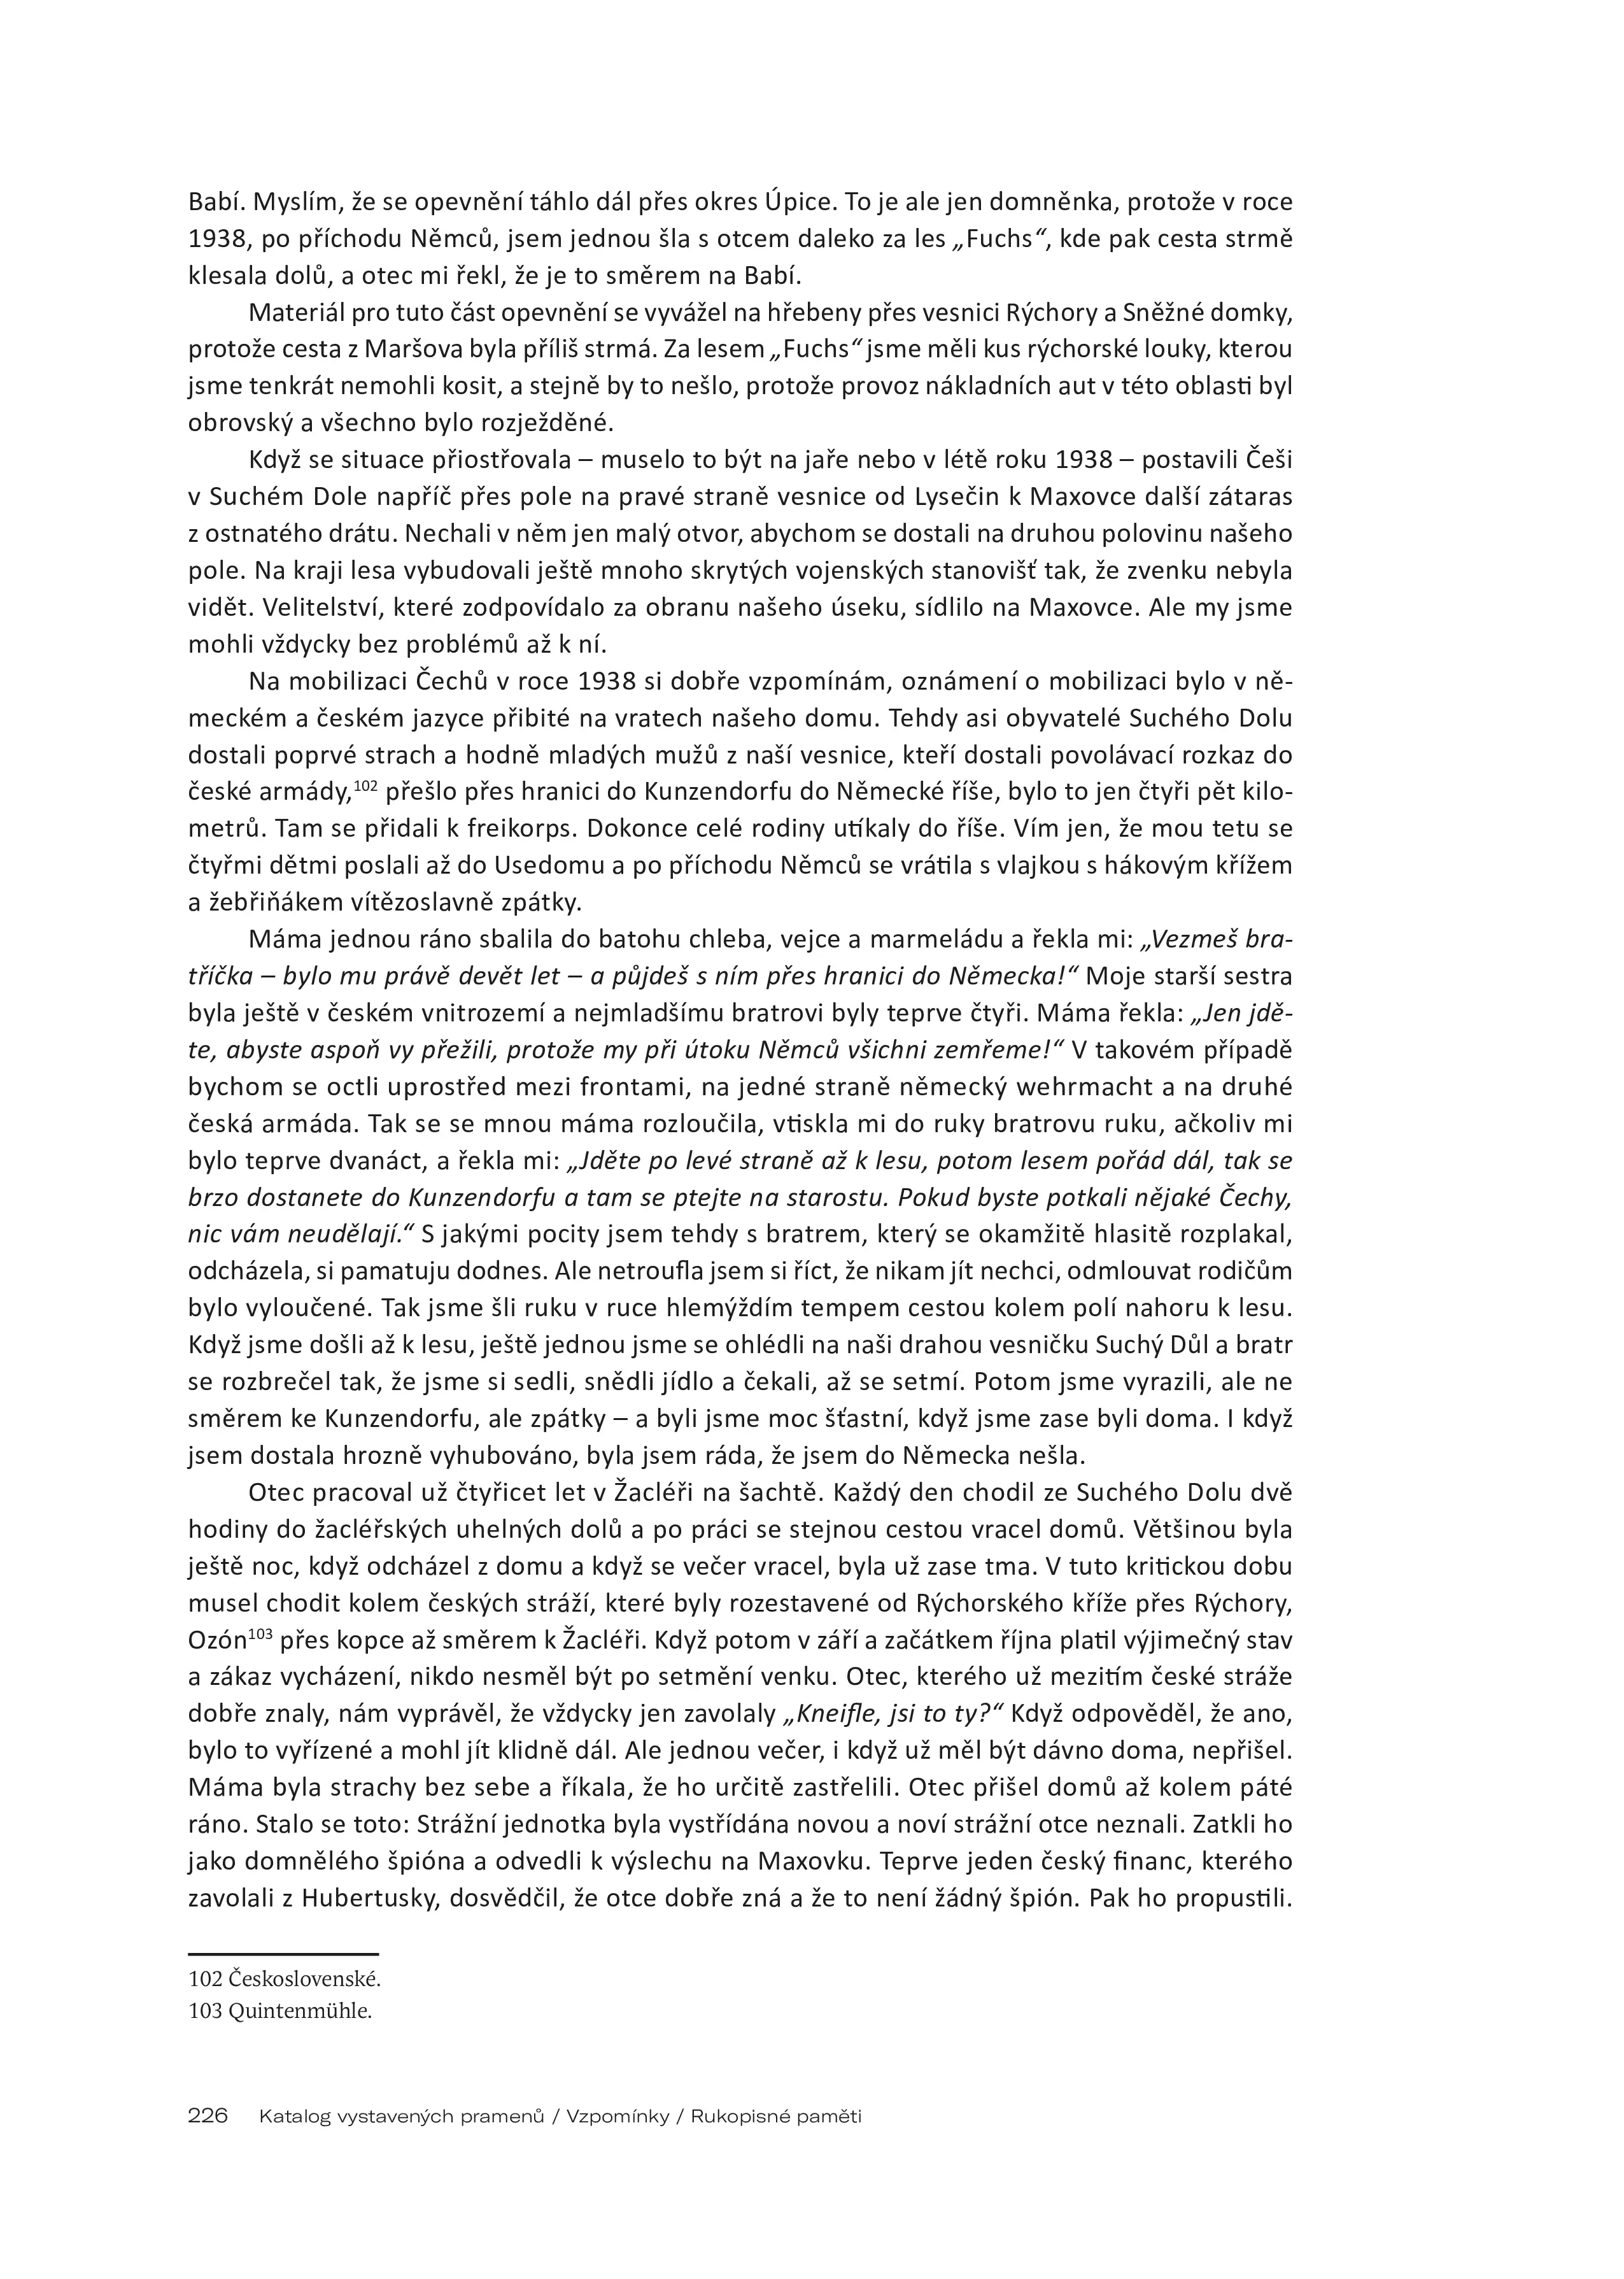 Babí. Myslím, že se opevnění táhlo dál přes okres Úpice. To je ale jen domněnka, protože v roce
1938, po příchodu Němců, jsem jednou šla s otcem daleko za les „Fuchs“, kde pak cesta strmě
klesala dolů, a otec mi řekl, že je to směrem na Babí.
Materiál pro tuto část opevnění se vyvážel na hřebeny přes vesnici Rýchory a Sněžné domky,
protože cesta z Maršova byla příliš strmá. Za lesem „Fuchs“ jsme měli kus rýchorské louky, kterou
jsme tenkrát nemohli kosit, a stejně by to nešlo, protože provoz nákladních aut v této oblasti byl
obrovský a všechno bylo rozježděné.
Když se situace přiostřovala – muselo to být na jaře nebo v létě roku 1938 – postavili Češi
v Suchém Dole napříč přes pole na pravé straně vesnice od Lysečin k Maxovce další zátaras
z ostnatého drátu. Nechali v něm jen malý otvor, abychom se dostali na druhou polovinu našeho
pole. Na kraji lesa vybudovali ještě mnoho skrytých vojenských stanovišť tak, že zvenku nebyla
vidět. Velitelství, které zodpovídalo za obranu našeho úseku, sídlilo na Maxovce. Ale my jsme
mohli vždycky bez problémů až k ní.
Na mobilizaci Čechů v roce 1938 si dobře vzpomínám, oznámení o mobilizaci bylo v ně-
meckém a českém jazyce přibité na vratech našeho domu. Tehdy asi obyvatelé Suchého Dolu
dostali poprvé strach a hodně mladých mužů z naší vesnice, kteří dostali povolávací rozkaz do
české armády,102 přešlo přes hranici do Kunzendorfu do Německé říše, bylo to jen čtyři pět kilo-
metrů. Tam se přidali k freikorps. Dokonce celé rodiny utíkaly do říše. Vím jen, že mou tetu se
čtyřmi dětmi poslali až do Usedomu a po příchodu Němců se vrátila s vlajkou s hákovým křížem
a žebřiňákem vítězoslavně zpátky.
Máma jednou ráno sbalila do batohu chleba, vejce a marmeládu a řekla mi: „Vezmeš bra-
tříčka – bylo mu právě devět let – a půjdeš s ním přes hranici do Německa!“ Moje starší sestra
byla ještě v českém vnitrozemí a nejmladšímu bratrovi byly teprve čtyři. Máma řekla: „Jen jdě-
te, abyste aspoň vy přežili, protože my při útoku Němců všichni zemřeme!“ V takovém případě
bychom se octli uprostřed mezi frontami, na jedné straně německý wehrmacht a na druhé
česká armáda. Tak se se mnou máma rozloučila, vtiskla mi do ruky bratrovu ruku, ačkoliv mi
bylo teprve dvanáct, a řekla mi: „Jděte po levé straně až k lesu, potom lesem pořád dál, tak se
brzo dostanete do Kunzendorfu a tam se ptejte na starostu. Pokud byste potkali nějaké Čechy,
nic vám neudělají.“ S jakými pocity jsem tehdy s bratrem, který se okamžitě hlasitě rozplakal,
odcházela, si pamatuju dodnes. Ale netroufla jsem si říct, že nikam jít nechci, odmlouvat rodičům
bylo vyloučené. Tak jsme šli ruku v ruce hlemýždím tempem cestou kolem polí nahoru k lesu.
Když jsme došli až k lesu, ještě jednou jsme se ohlédli na naši drahou vesničku Suchý Důl a bratr
se rozbrečel tak, že jsme si sedli, snědli jídlo a čekali, až se setmí. Potom jsme vyrazili, ale ne
směrem ke Kunzendorfu, ale zpátky – a byli jsme moc šťastní, když jsme zase byli doma. I když
jsem dostala hrozně vyhubováno, byla jsem ráda, že jsem do Německa nešla.
Otec pracoval už čtyřicet let v Žacléři na šachtě. Každý den chodil ze Suchého Dolu dvě
hodiny do žacléřských uhelných dolů a po práci se stejnou cestou vracel domů. Většinou byla
ještě noc, když odcházel z domu a když se večer vracel, byla už zase tma. V tuto kritickou dobu
musel chodit kolem českých stráží, které byly rozestavené od Rýchorského kříže přes Rýchory,
Ozón103 přes kopce až směrem k Žacléři. Když potom v září a začátkem října platil výjimečný stav
a zákaz vycházení, nikdo nesměl být po setmění venku. Otec, kterého už mezitím české stráže
dobře znaly, nám vyprávěl, že vždycky jen zavolaly „Kneifle, jsi to ty?“ Když odpověděl, že ano,
bylo to vyřízené a mohl jít klidně dál. Ale jednou večer, i když už měl být dávno doma, nepřišel.
Máma byla strachy bez sebe a říkala, že ho určitě zastřelili. Otec přišel domů až kolem páté
ráno. Stalo se toto: Strážní jednotka byla vystřídána novou a noví strážní otce neznali. Zatkli ho
jako domnělého špióna a odvedli k výslechu na Maxovku. Teprve jeden český financ, kterého
zavolali z Hubertusky, dosvědčil, že otce dobře zná a že to není žádný špión. Pak ho propustili.
102 Československé.
103 Quintenmühle.
226 Katalog vystavených pramenů / Vzpomínky / Rukopisné paměti